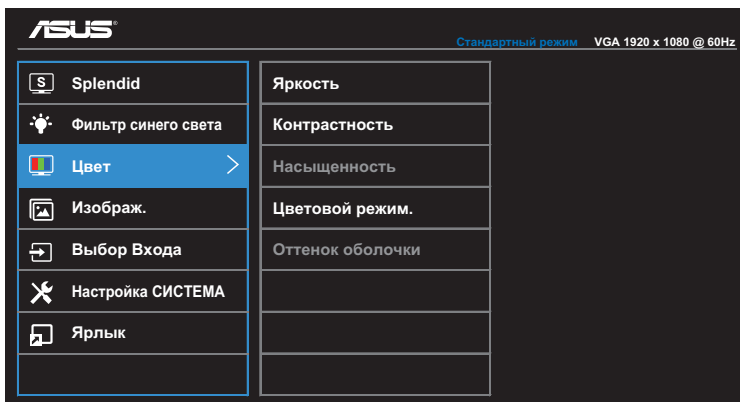 ASUS
Стандартный режим VGA 1920 x 1080 @ 60Hz
S Splendid
Фильтр синего света
Цвет
Изображ.
Выбор Входа
Настройка СИСТЕМА
Ярлык
Яркость
Контрастность
Насыщенность
Цветовой режим.
Оттенок оболочки